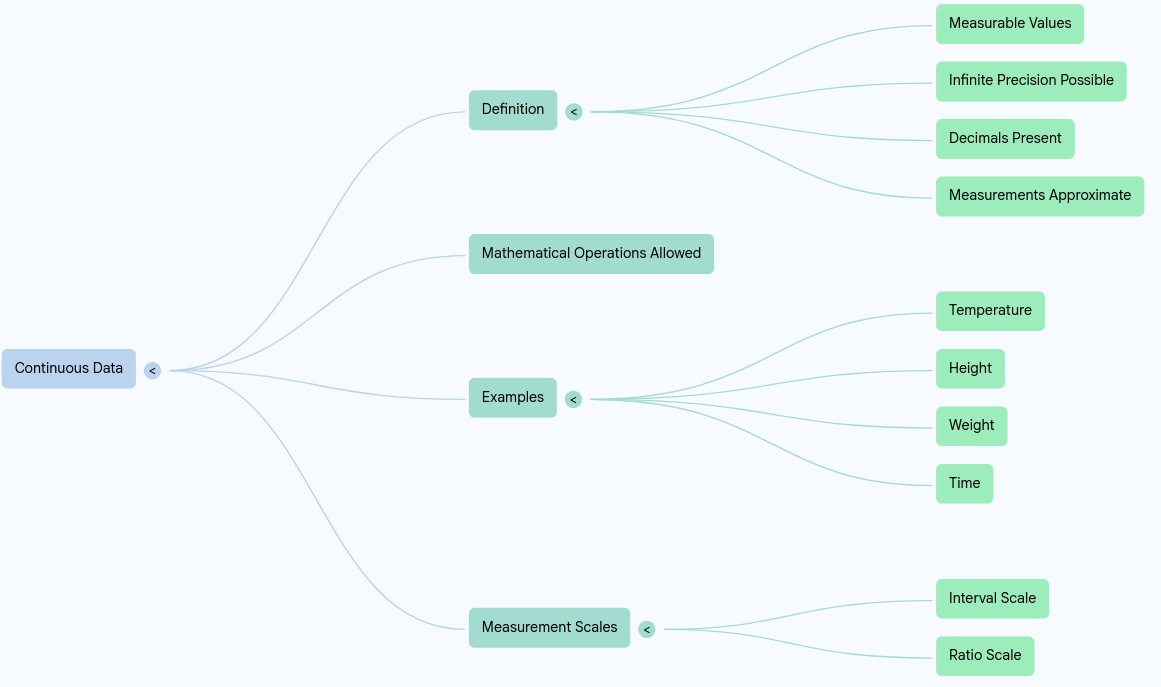 Continuous Data
<
Definition
<
Measurable Values
Infinite Precision Possible
Decimals Present
Measurements Approximate
Mathematical Operations Allowed
Examples
<
Temperature
Height
Weight
Time
Measurement Scales
<
Interval Scale
Ratio Scale